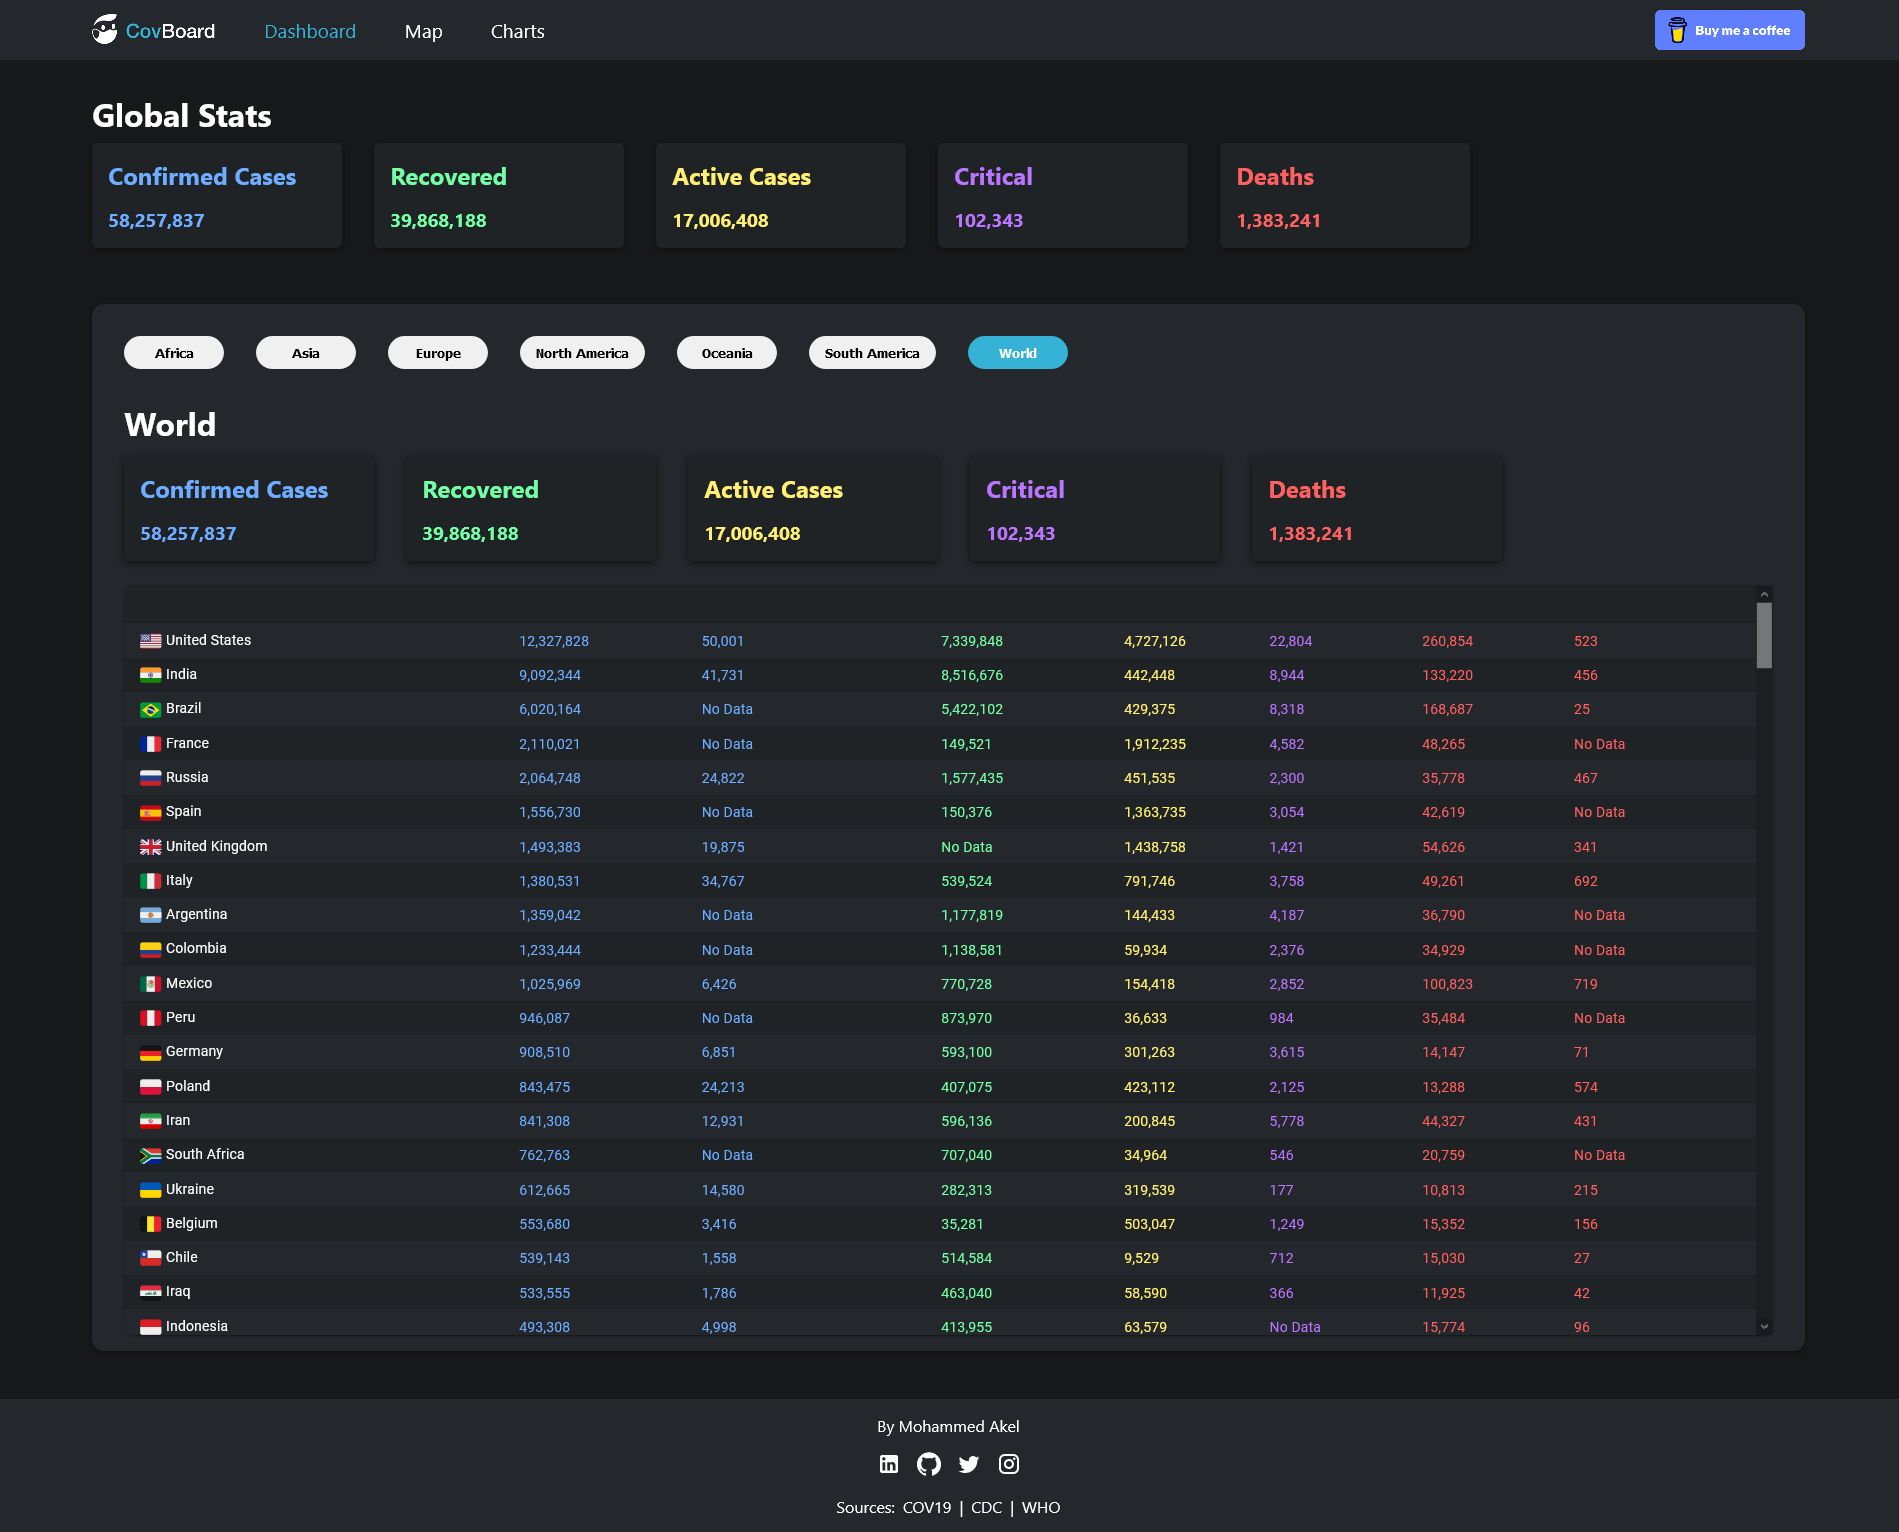 CovBoard Dashboard Map Charts Buy me a coffee
Global Stats
Confirmed Cases Recovered Active Cases Critical Deaths
58,257,837 39,868,188 17,006,408 102,343 1,383,241
Africa Asia Europe North America Oceania South America World
World
Confirmed Cases Recovered Active Cases Critical Deaths
58,257,837 39,868,188 17,006,408 102,343 1,383,241
United States 12,327,828 50,001 7,339,848 4,727,126 22,804 260,854 523
India 9,092,344 41,731 8,516,676 442,448 8,944 133,220 456
Brazil 6,020,164 No Data 5,422,102 429,375 8,318 168,687 25
France 2,110,021 No Data 149,521 1,912,235 4,582 48,265 No Data
Russia 2,064,748 24,822 1,577,435 451,535 2,300 35,778 467
Spain 1,556,730 No Data 150,376 1,363,735 3,054 42,619 No Data
United Kingdom 1,493,383 19,875 No Data 1,438,758 1,421 54,626 341
Italy 1,380,531 34,767 539,524 791,746 3,758 49,261 692
Argentina 1,359,042 No Data 1,177,819 144,433 4,187 36,790 No Data
Colombia 1,233,444 No Data 1,138,581 59,934 2,376 34,929 No Data
Mexico 1,025,969 6,426 770,728 154,418 2,852 100,823 719
Peru 946,087 No Data 873,970 36,633 984 35,484 No Data
Germany 908,510 6,851 593,100 301,263 3,615 14,147 71
Poland 843,475 24,213 407,075 423,112 2,125 13,288 574
Iran 841,308 12,931 596,136 200,845 5,778 44,327 431
South Africa 762,763 No Data 707,040 34,964 546 20,759 No Data
Ukraine 612,665 14,580 282,313 319,539 177 10,813 215
Belgium 553,680 3,416 35,281 503,047 1,249 15,352 156
Chile 539,143 1,558 514,584 9,529 712 15,030 27
Iraq 533,555 1,786 463,040 58,590 366 11,925 42
Indonesia 493,308 4,998 413,955 63,579 No Data 15,774 96
By Mohammed Akel
Sources: COV19 | CDC | WHO